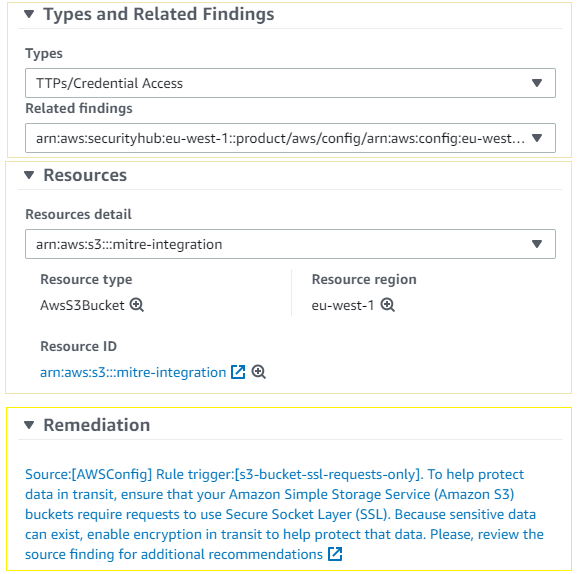 Types and Related Findings
Types
TTPs/Credential Access
Related findings
arn:aws:securityhub:eu-west-1::product/aws/config/arn:aws:config:eu-west...
Resources
Resources detail
arn:aws:s3:::mitre-integration
Resource type
Resource region
AwsS3Bucket
eu-west-1
Resource ID
arn:aws:s3:::mitre-integration
Remediation
Source:[AWSConfig] Rule trigger:[s3-bucket-ssl-requests-only]. To help protect
data in transit, ensure that your Amazon Simple Storage Service (Amazon S3)
buckets require requests to use Secure Socket Layer (SSL). Because sensitive data
can exist, enable encryption in transit to help protect that data. Please, review the
source finding for additional recommendations